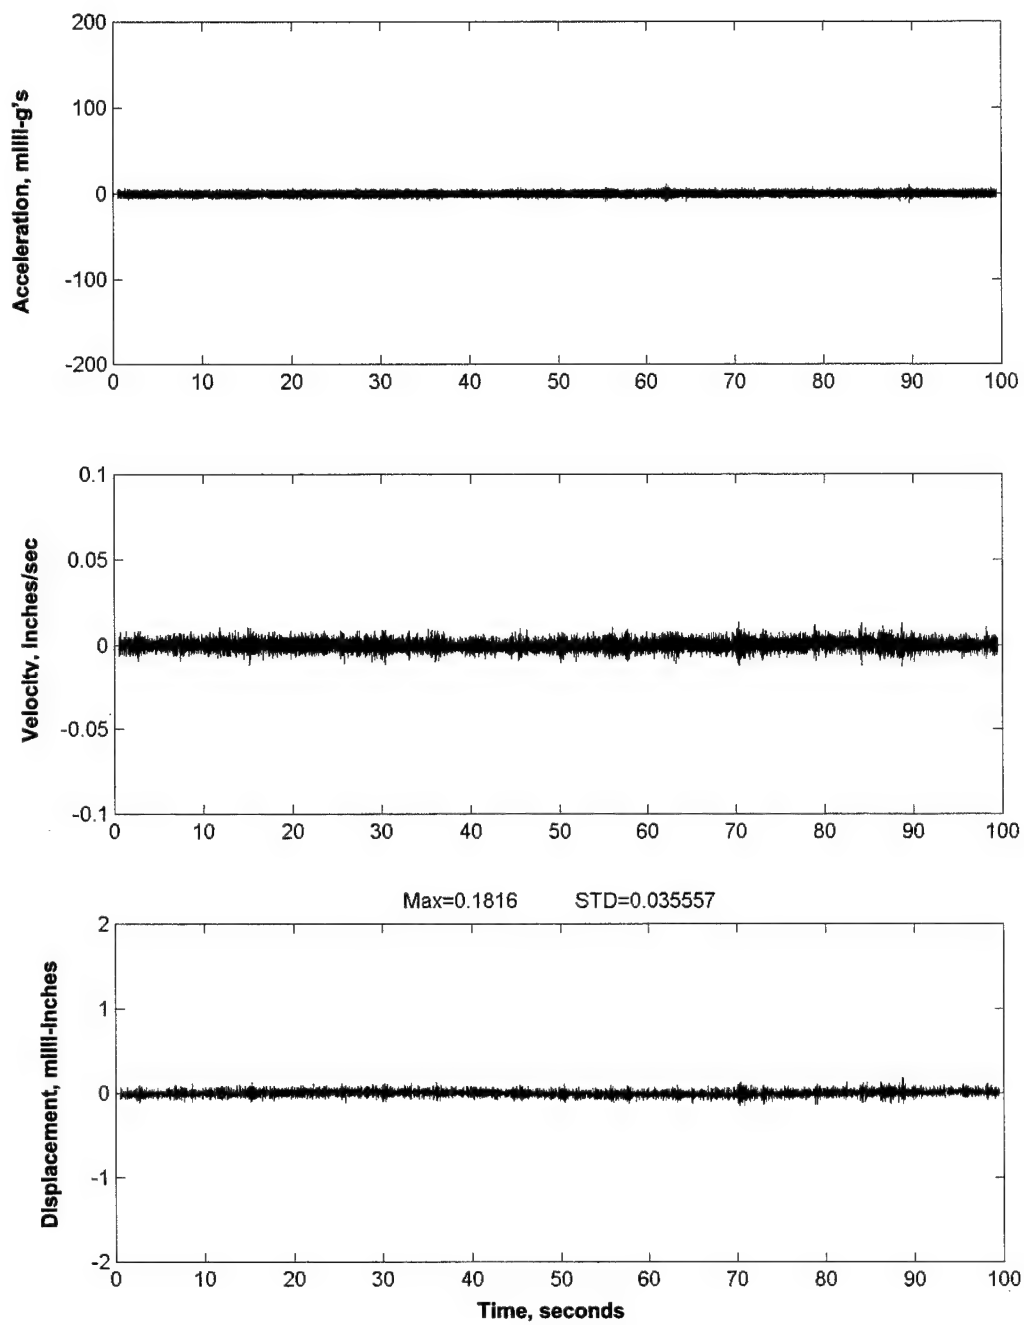 Acceleration, milli-g's
200
100
0
-100
-200
0 10 20 30 40 50 60 70 80 90 100
Velocity, inches/sec
0.1
0.05
0
-0.05
-0.1
0 10 20 30 40 50 60 70 80 90 100
Max=0.1816 STD=0.035557
Displacement, milli-inches
2
1
0
-1
-2
0 10 20 30 40 50 60 70 80 90 100
Time, seconds